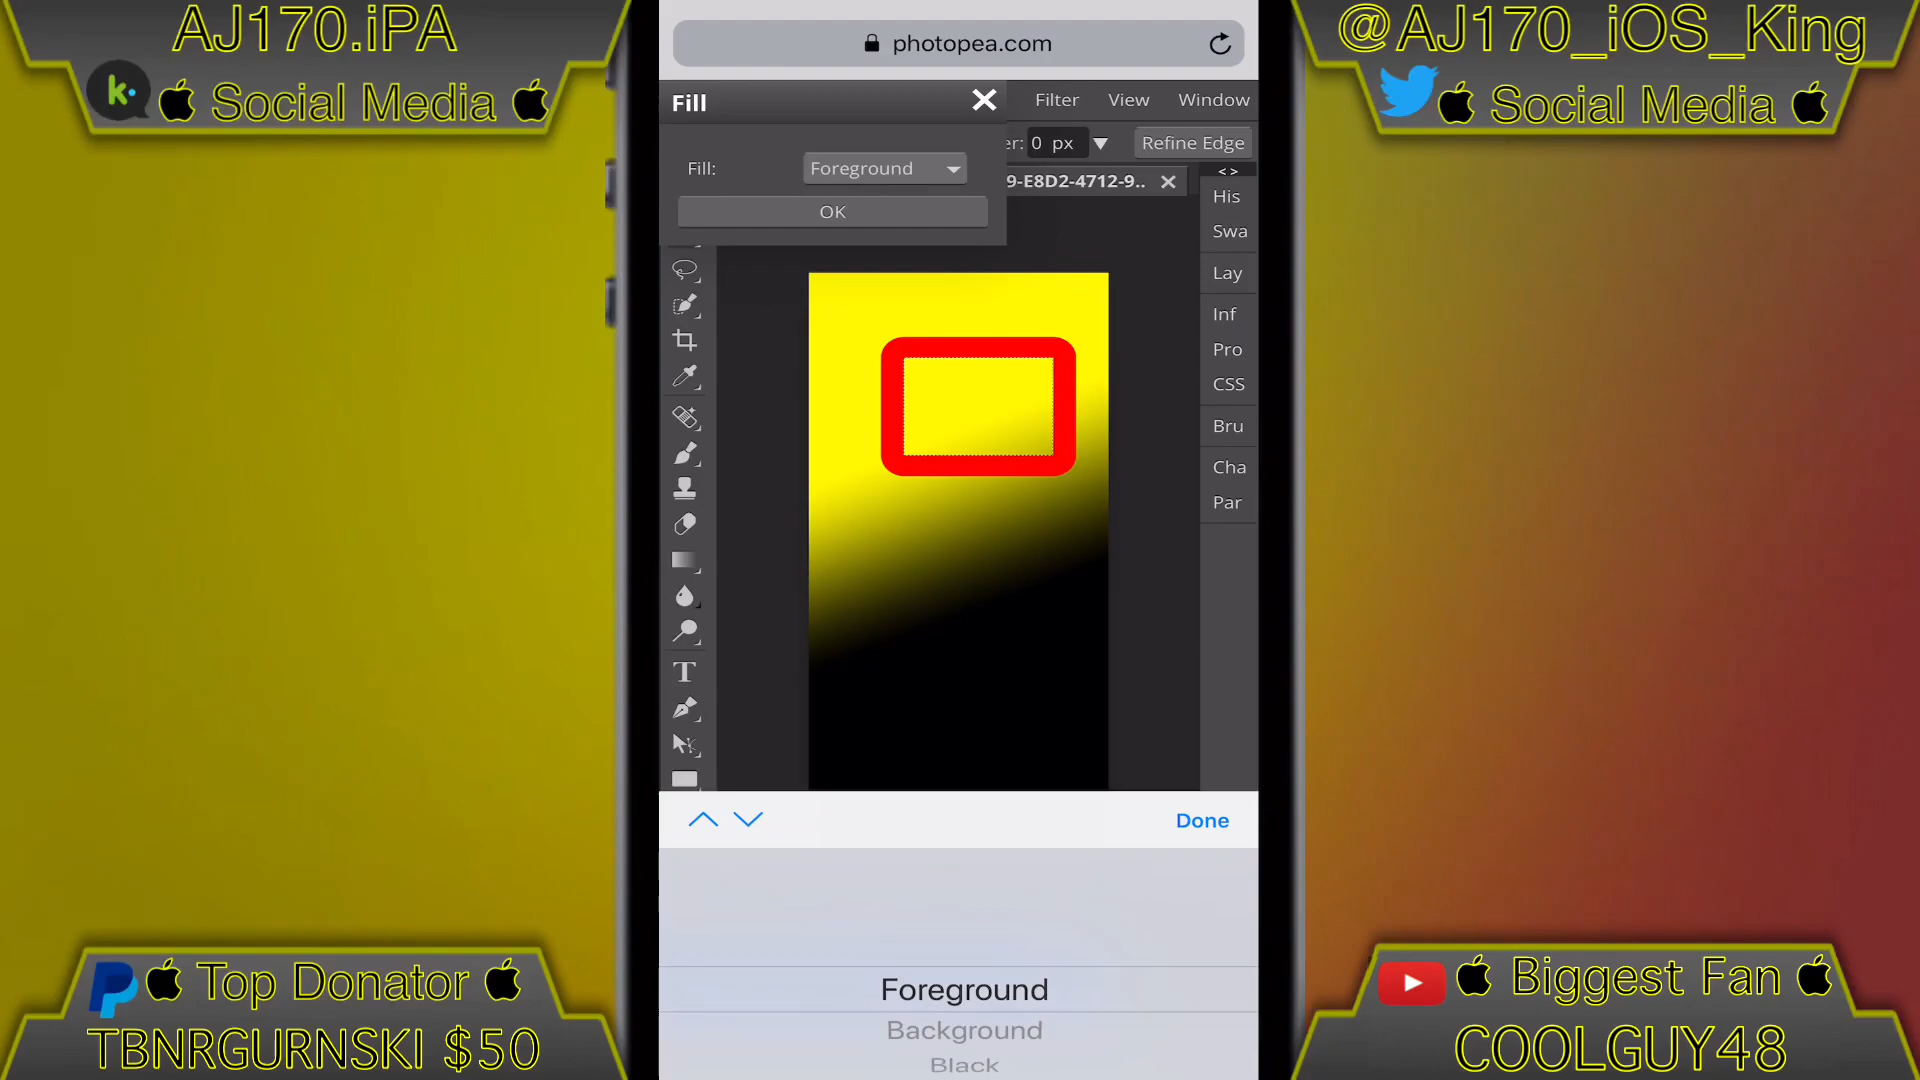 AJ170.iPA
k.
Social Media
@AJ170_iOS_King
Social Media
photopea.com
Fill
Filter
View
Window
Fill:
Foreground
er:
0 px
Refine Edge
OK
9-E8D2-4712-9..
< >
His
Swa
Lay
Inf
Pro
CSS
Bru
Cha
Par
T
Done
Foreground
Background
Black
Top Donator
TBNRGURNSKI $50
Biggest Fan
COOLGUY48